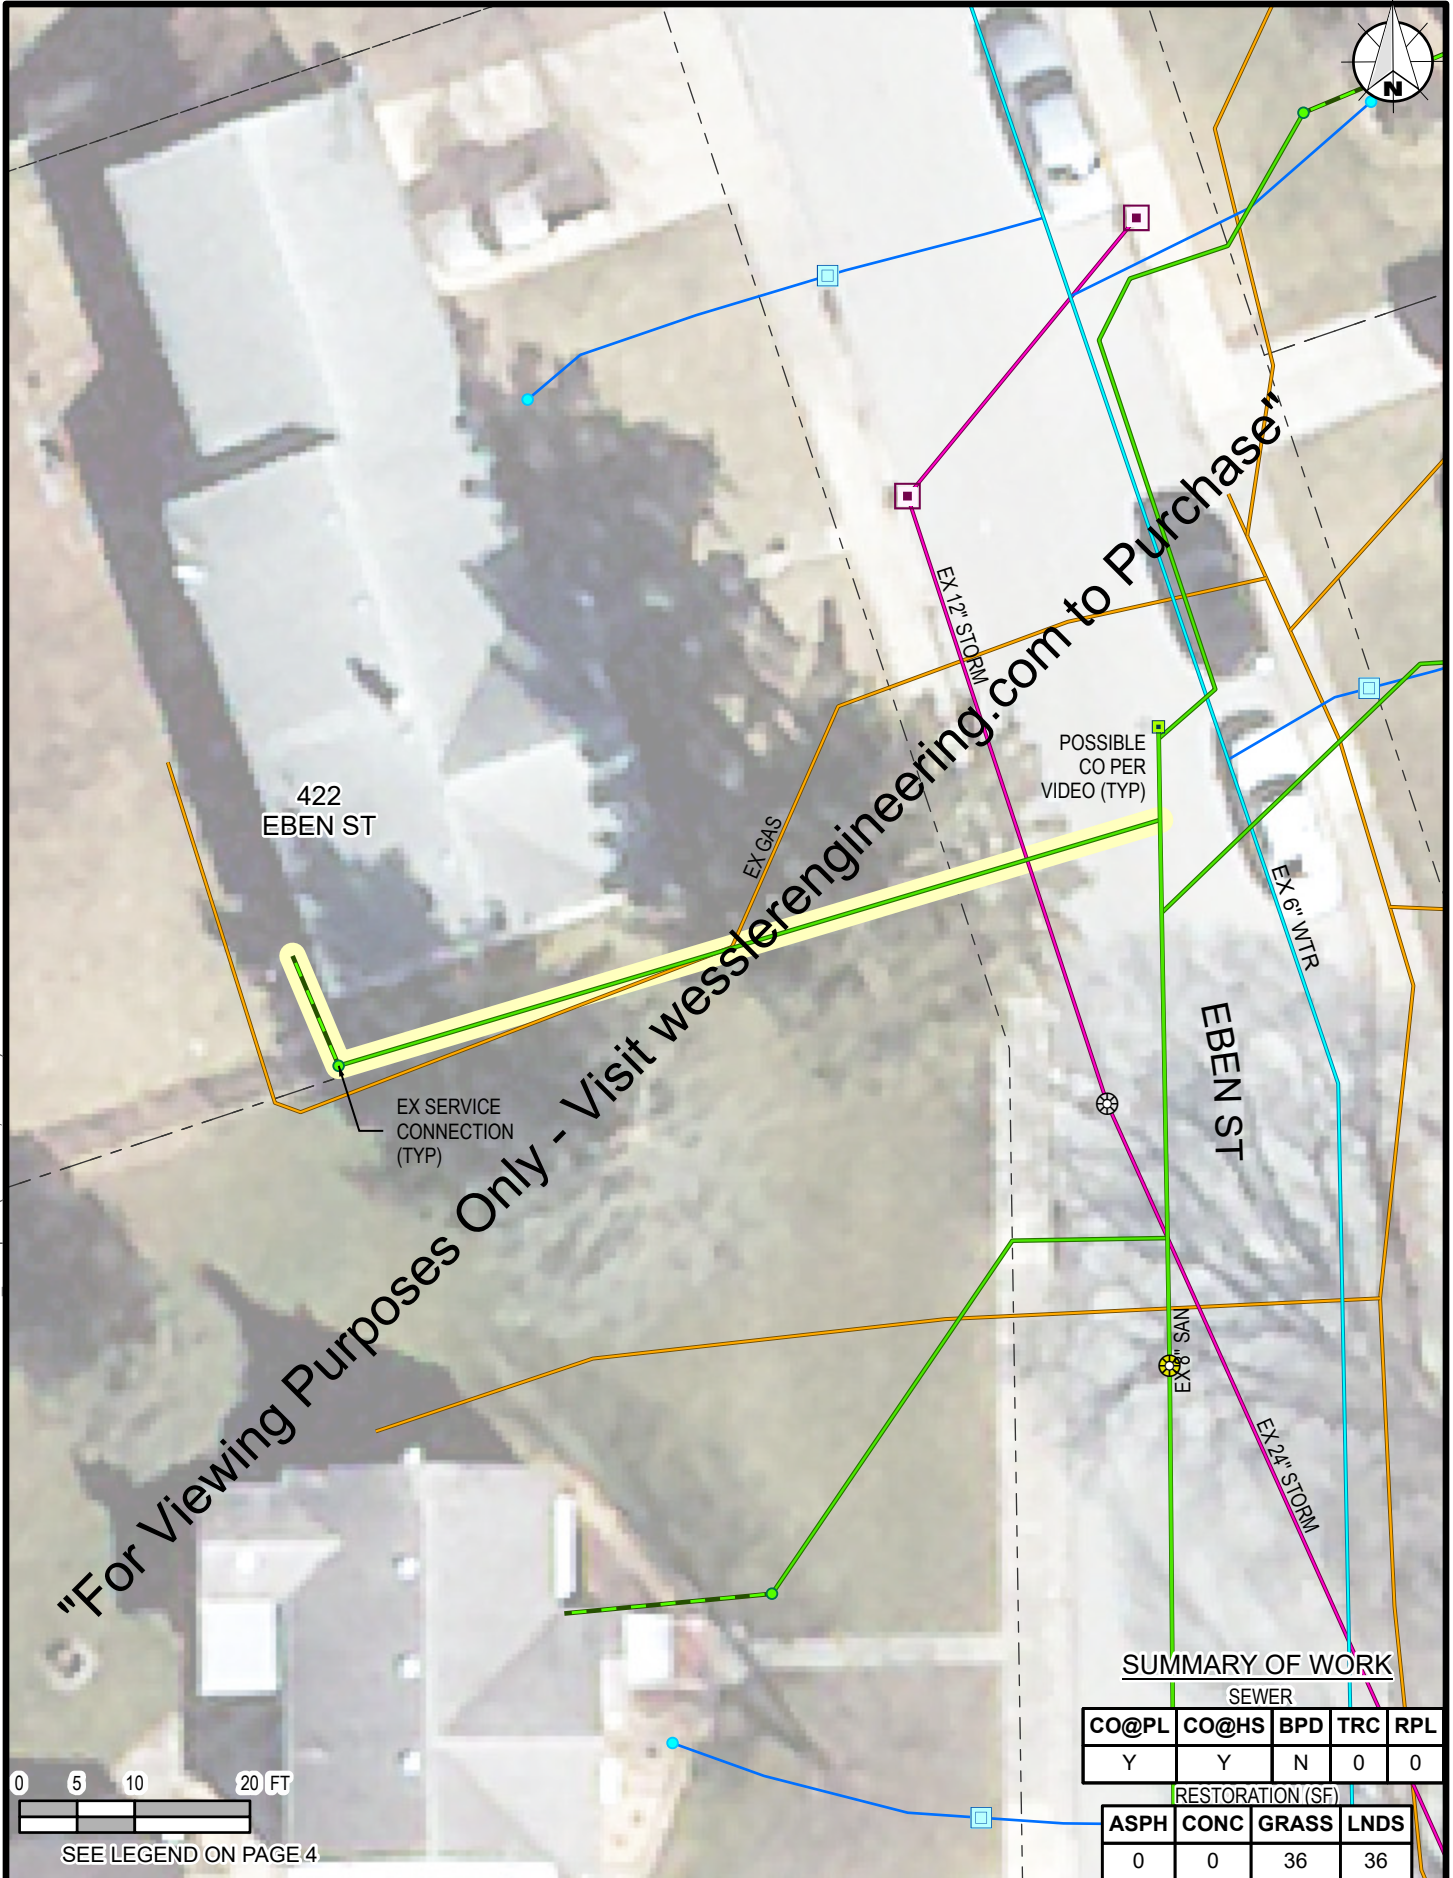 N
EX 12" STORM
"For Viewing Purposes Only - Visit wesslerengineering.com to Purchase"
POSSIBLE
CO PER
VIDEO (TYP)
422
EBEN ST
EX GAS
EX 6" WTR
EBEN ST
EX SERVICE
CONNECTION
(TYP)
EX 8" SAN
EX 24" STORM
SUMMARY OF WORK
SEWER
CO@PL CO@HS BPD TRC RPL
Y Y N 0 0
RESTORATION (SF)
ASPH CONC GRASS LNDS
0 0 36 36
0 5 10 20 FT
SEE LEGEND ON PAGE 4